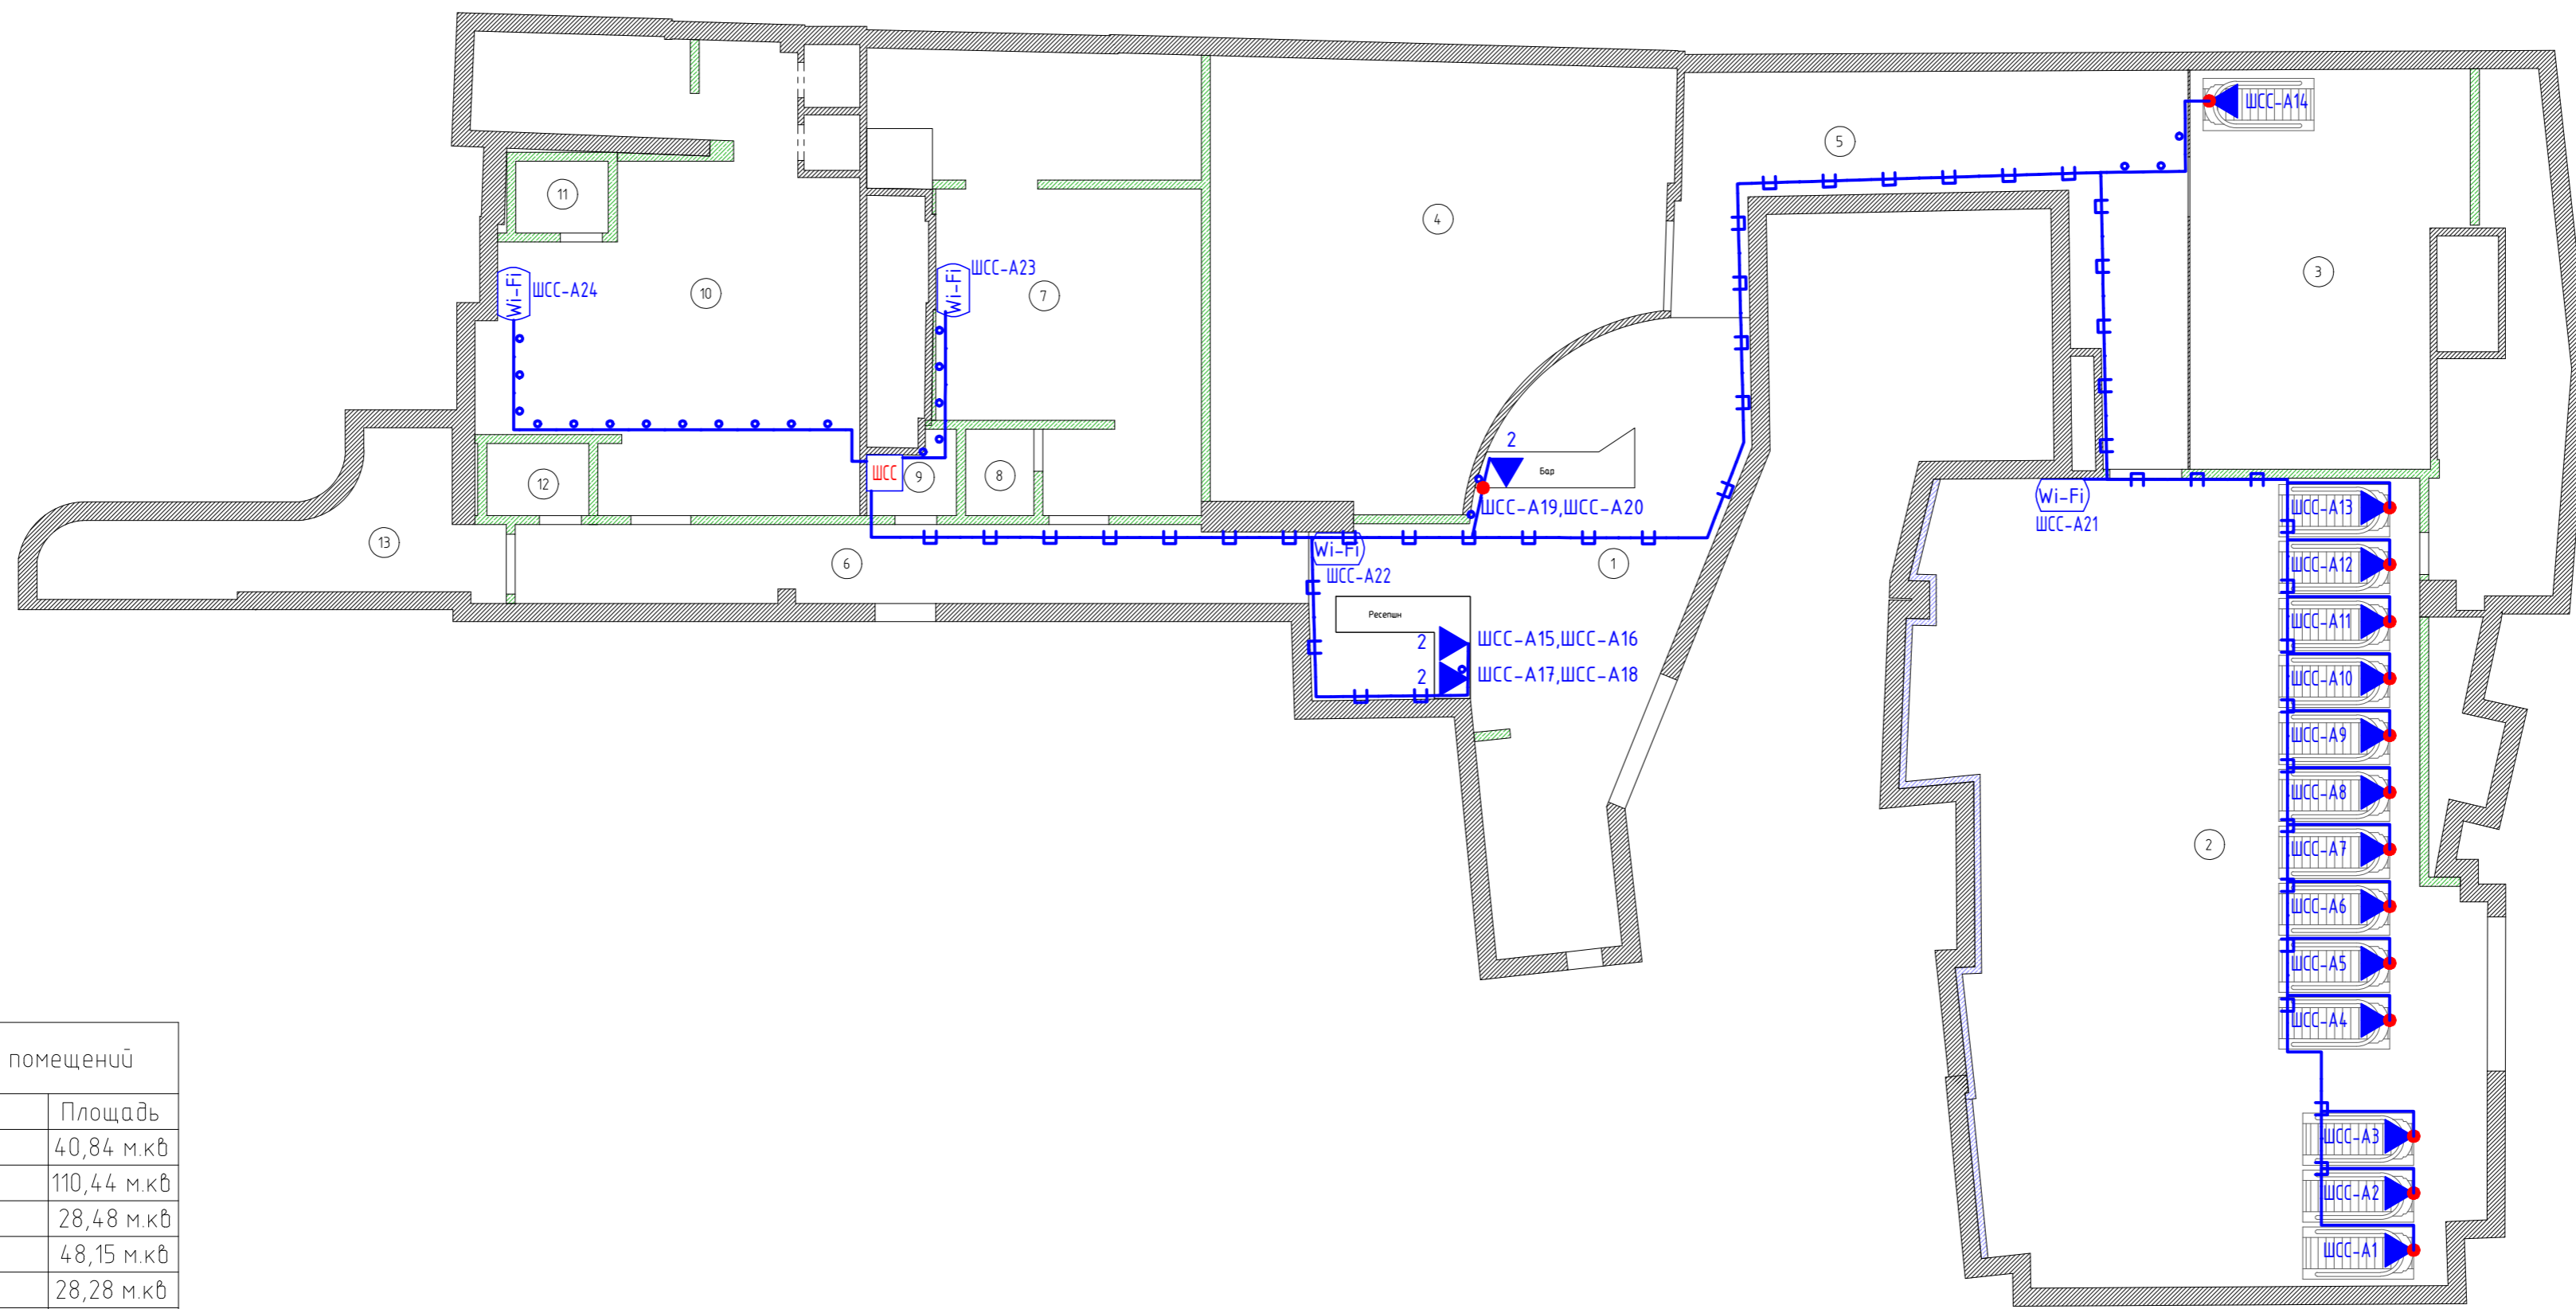 ШСС-А14
5
11
4
3
Wi-Fi
ШСС-А24
10
Wi-Fi
ШСС-А23
7
2
Бар
ШСС
9
8
12
ШСС-А19,ШСС-А20
Wi-Fi
ШСС-А21
ШСС-А13
13
6
Wi-Fi
ШСС-А22
1
ШСС-А12
Ресепшн
ШСС-А11
2
ШСС-А15,ШСС-А16
2
ШСС-А17,ШСС-А18
ШСС-А10
ШСС-А9
ШСС-А8
2
ШСС-А7
ШСС-А6
ШСС-А5
ШСС-А4
ШСС-А3
ШСС-А2
ШСС-А1
помещений
Площадь
40,84 м.кв
110,44 м.кв
28,48 м.кв
48,15 м.кв
28,28 м.кв